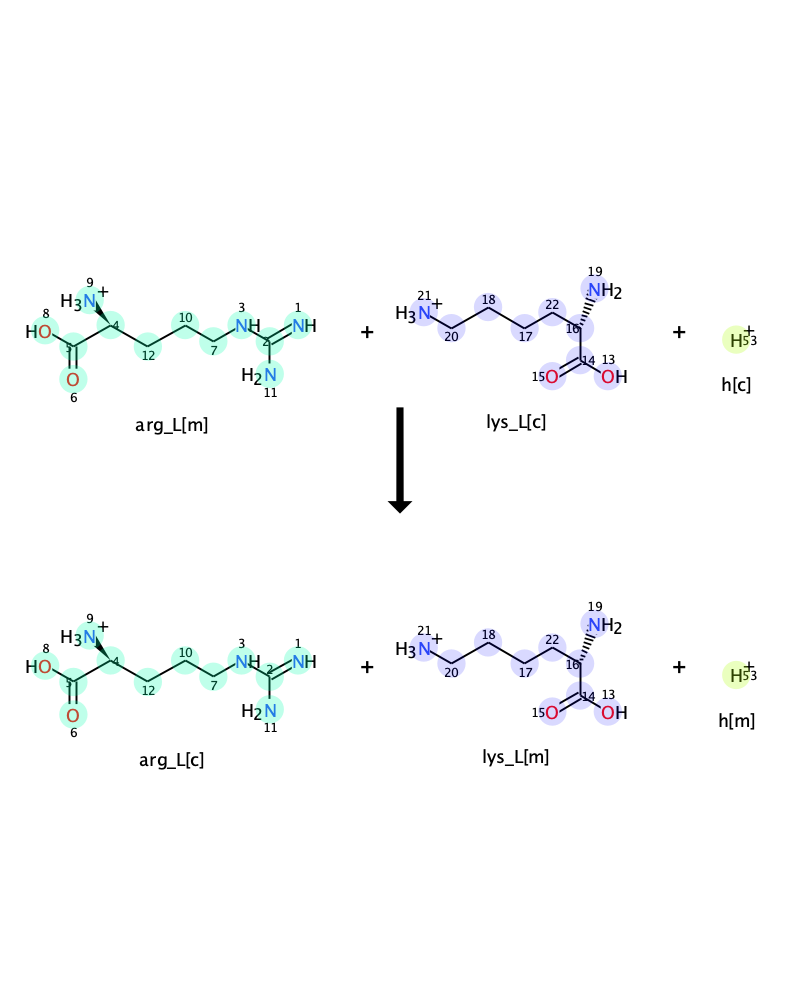 9 8 H3N+ HO 4 5 O 6 12 10 7 3 NH 2 1 NH H2N 11 + 21 H3N+ 20 18 17 22 16 19 NH2 14 15 O 13 OH + H+ 53
arg_L[m] lys_L[c] h[c]
9 8 H3N+ HO 4 5 O 6 12 10 7 3 NH 2 1 NH H2N 11 + 21 H3N+ 20 18 17 22 16 19 NH2 14 15 O 13 OH + H+ 53
arg_L[c] lys_L[m] h[m]